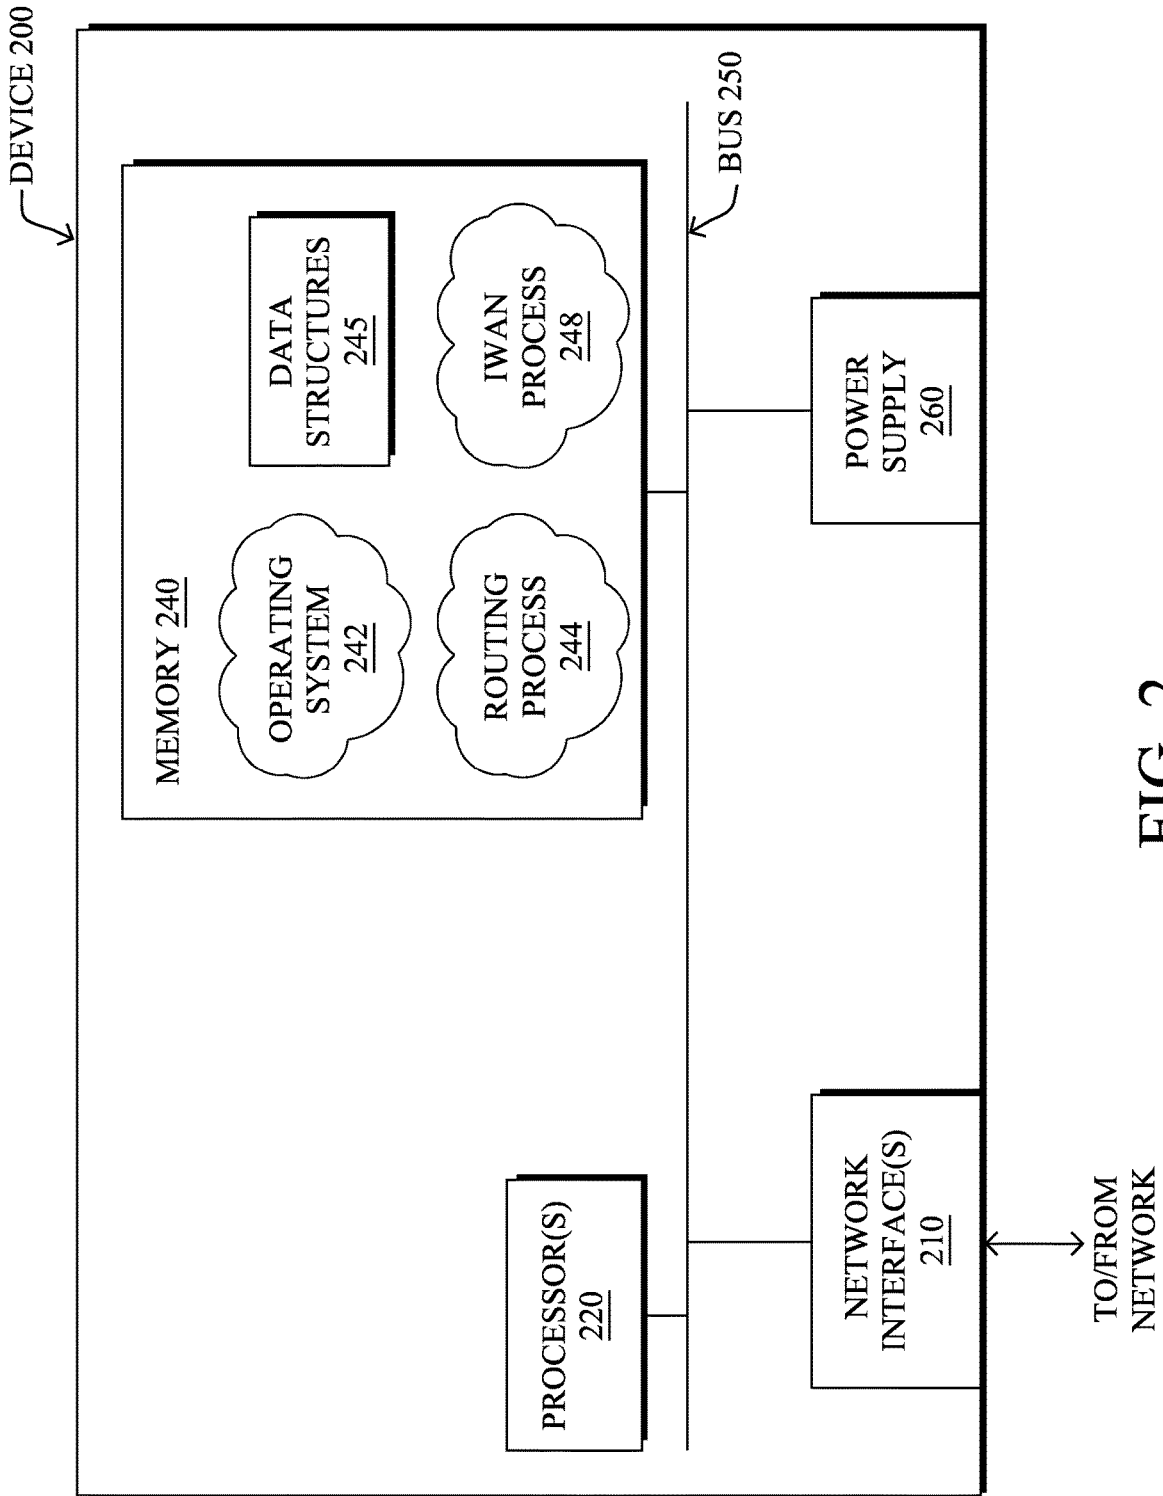 DEVICE 200
MEMORY 240
OPERATING
SYSTEM
242
DATA
STRUCTURES
245
ROUTING
PROCESS
244
IWAN
PROCESS
248
PROCESSOR(S)
220
BUS 250
NETWORK
INTERFACE(S)
210
POWER
SUPPLY
260
TO/FROM
NETWORK
FIG. 2